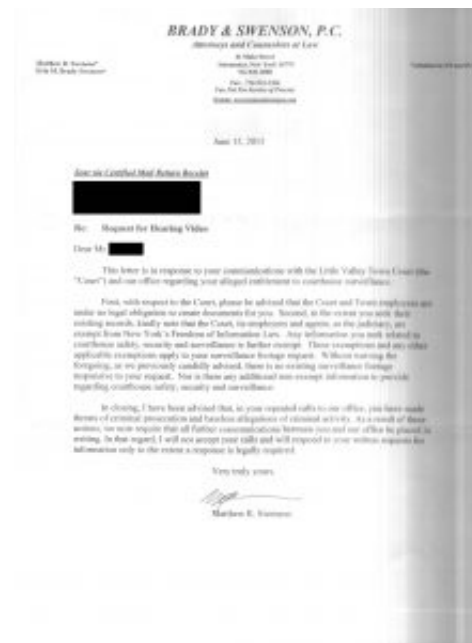 BRADY & SWENSON, P.C.
Attorneys and Counselors at Law
Salamanca, New York 14779
June 13, 2013
Sent via Certified Mail Return Receipt
Re: Request for Hearing Video
Dear Mr.
This letter is in response to your communications with the Little Valley Town Court (the
"Court") and our office regarding your alleged entitlement to courthouse surveillance.
First, with respect to the Court, please be advised that the Court and Town employees are
under no legal obligation to create documents for you. Second, to the extent you seek their
existing records, kindly note that the Court, its employees and agents, as the judiciary, are
exempt from New York's Freedom of Information Law. Any information you seek related to
courthouse safety, security and surveillance is further exempt. These exemptions and any other
applicable exemptions apply to your surveillance footage request. Without waiving the
foregoing, as we previously candidly advised, there is no existing surveillance footage
responsive to your request. Nor is there any additional non-exempt information to provide
regarding courthouse safety, security and surveillance.
In closing, I have been advised that, in your repeated calls to our office, you have made
threats of criminal prosecution and baseless allegations of criminal activity. As a result of these
actions, we now require that all further communications between you and our office be placed in
writing. In that regard, I will not accept your calls and will respond to your written requests for
information only to the extent a response is legally required.
Very truly yours,
Matthew R. Swenson